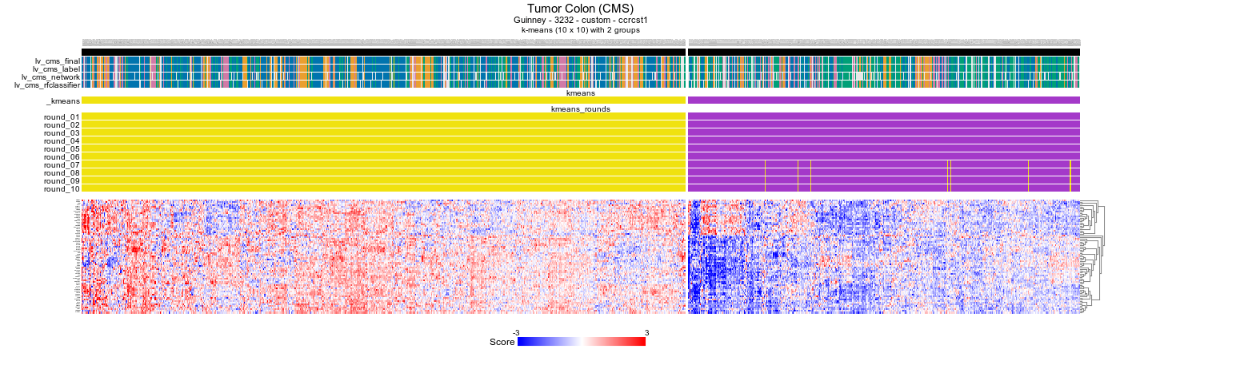 Tumor Colon (CMS)
Guinney - 3232 - custom - ccrcst1
k-means (10 x 10) with 2 groups
lv_cms_final
lv_cms_label
lv_cms_network
lv_cms_rfclassifier
kmeans
_kmeans
kmeans_rounds
round_01
round_02
round_03
round_04
round_05
round_06
round_07
round_08
round_09
round_10
-3 3
Score